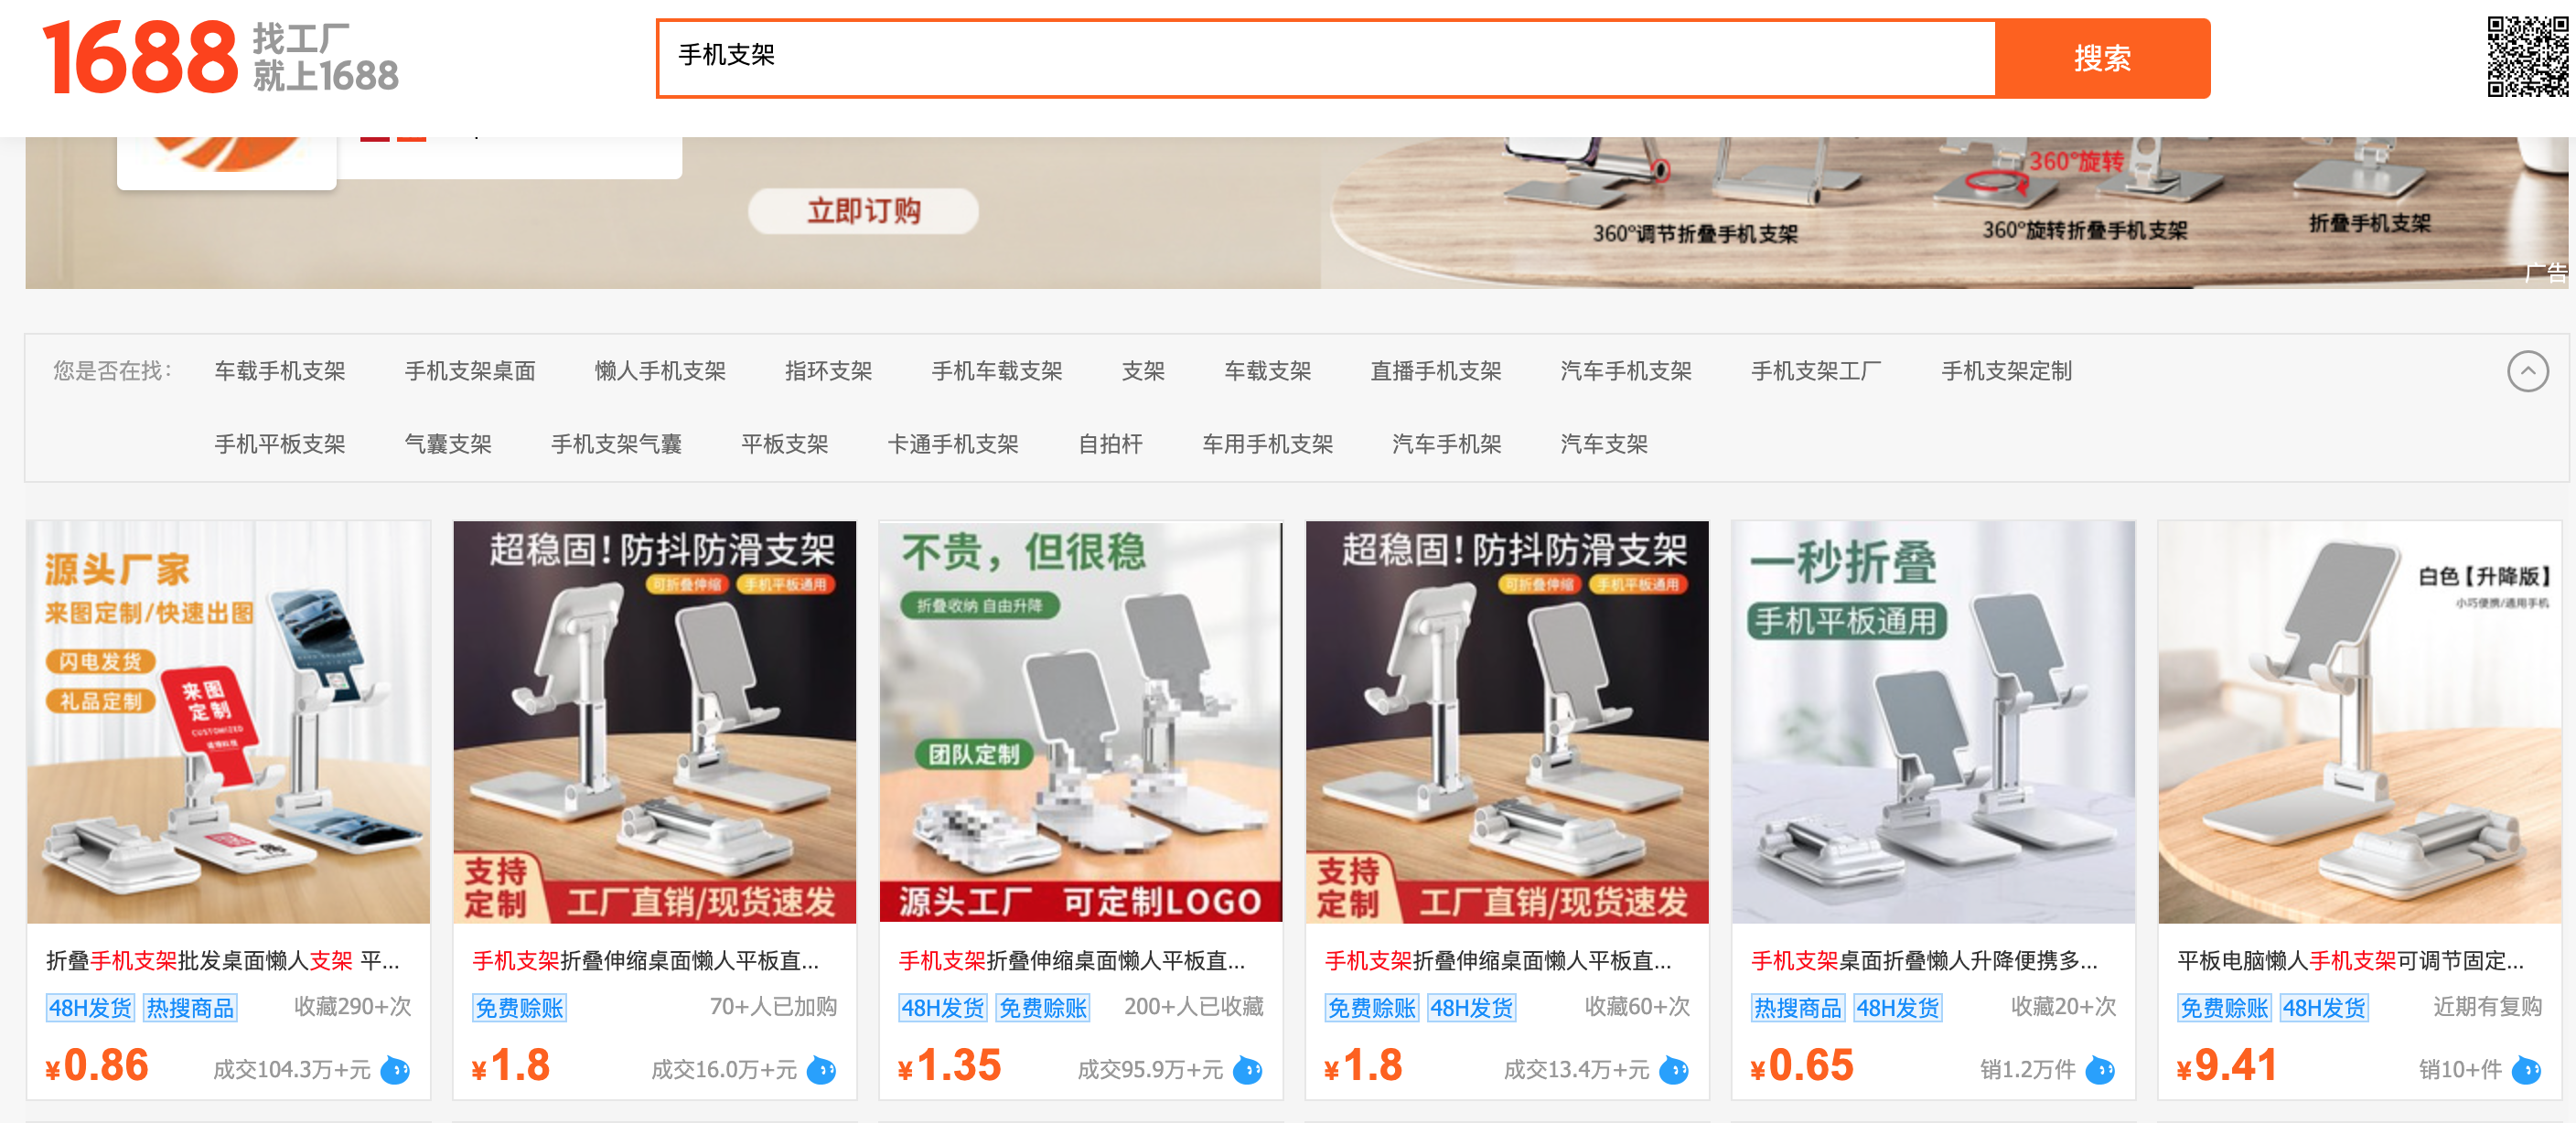 1688 找工厂
就上1688
手机支架
搜索
立即订购
360°旋转
360°调节折叠手机支架
360°旋转折叠手机支架
折叠手机支架
广告
您是否在找：
车载手机支架 手机支架桌面 懒人手机支架 指环支架 手机车载支架 支架 车载支架 直播手机支架 汽车手机支架 手机支架工厂 手机支架定制
手机平板支架 气囊支架 手机支架气囊 平板支架 卡通手机支架 自拍杆 车用手机支架 汽车手机架 汽车支架
源头厂家
来图定制/快速出图
闪电发货
礼品定制
来图
定制
CUSTOMIZED
折叠手机支架批发桌面懒人支架 平...
48H发货 热搜商品 收藏290+次
¥0.86 成交104.3万+元
超稳固！防抖防滑支架
可折叠伸缩 手机平板通用
支持
定制
工厂直销/现货速发
手机支架折叠伸缩桌面懒人平板直...
免费赊账 70+人已加购
¥1.8 成交16.0万+元
不贵，但很稳
折叠收纳 自由升降
团队定制
源头工厂 可定制LOGO
手机支架折叠伸缩桌面懒人平板直...
48H发货 免费赊账 200+人已收藏
¥1.35 成交95.9万+元
超稳固！防抖防滑支架
可折叠伸缩 手机平板通用
支持
定制
工厂直销/现货速发
手机支架折叠伸缩桌面懒人平板直...
免费赊账 48H发货 收藏60+次
¥1.8 成交13.4万+元
一秒折叠
手机平板通用
手机支架桌面折叠懒人升降便携多...
热搜商品 48H发货 收藏20+次
¥0.65 销1.2万件
白色【升降版】
小巧便携/通用手机
平板电脑懒人手机支架可调节固定...
免费赊账 48H发货 近期有复购
¥9.41 销10+件